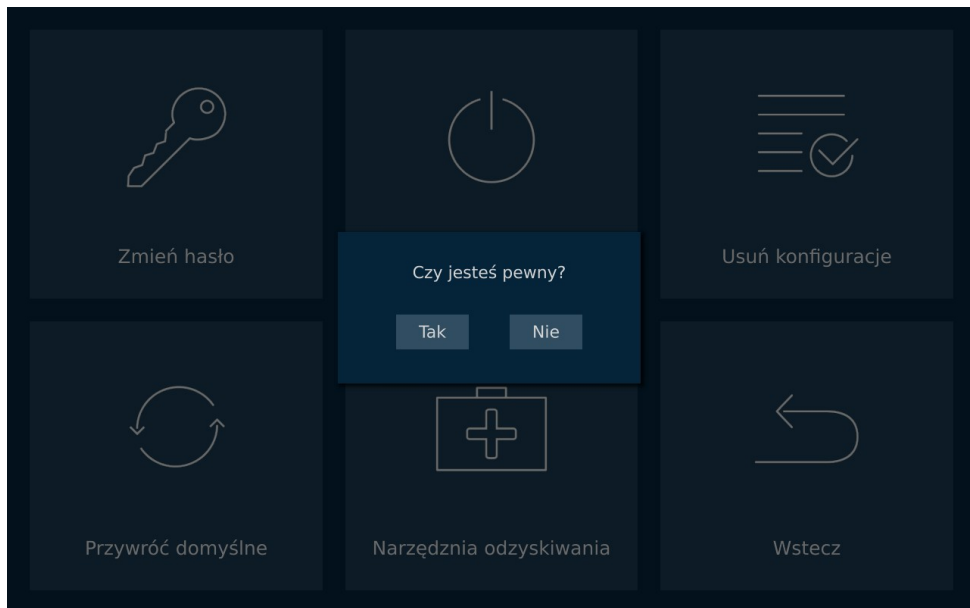 Zmień hasło
Usuń konfiguracje
Czy jesteś pewny?
Tak
Nie
Przywróć domyślne
Narzędznia odzyskiwania
Wstecz